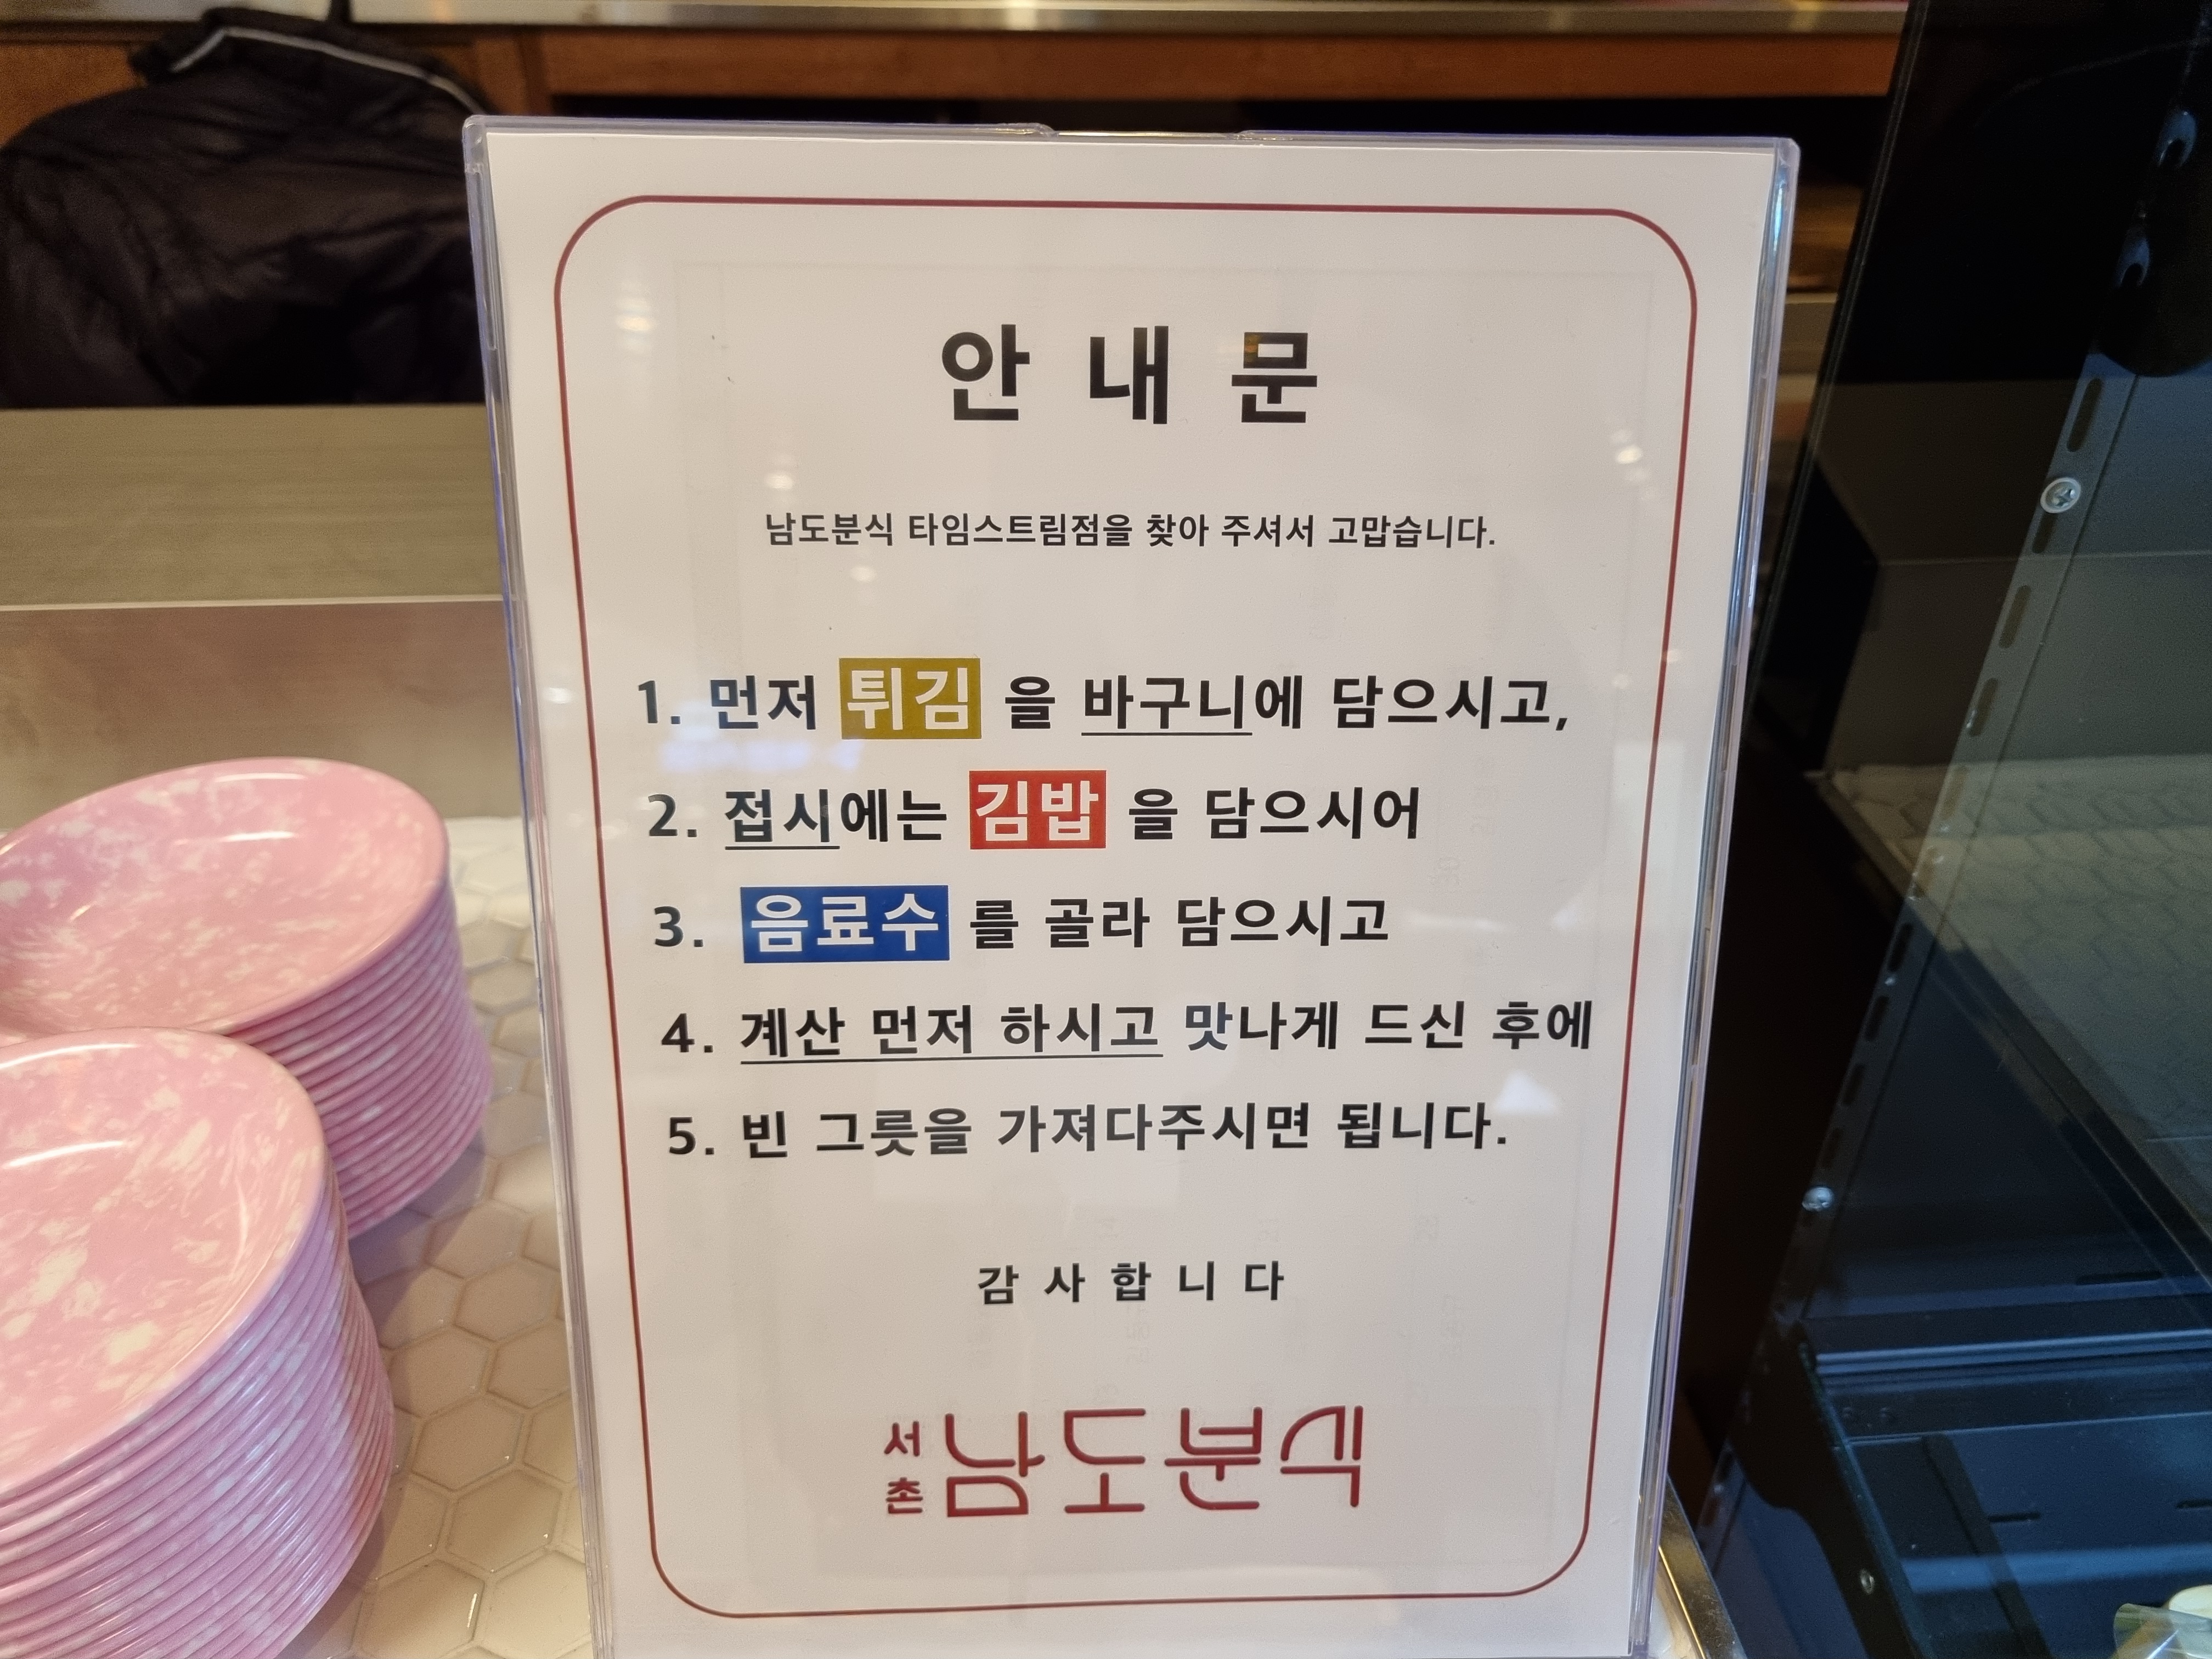 안 내 문
남도분식 타임스트림점을 찾아 주셔서 고맙습니다.
1. 먼저 튀김 을 바구니에 담으시고,
2. 접시에는 김밥 을 담으시어
3. 음료수 를 골라 담으시고
4. 계산 먼저 하시고 맛나게 드신 후에
5. 빈 그릇을 가져다주시면 됩니다.
감 사 합 니 다
서촌 남도분식